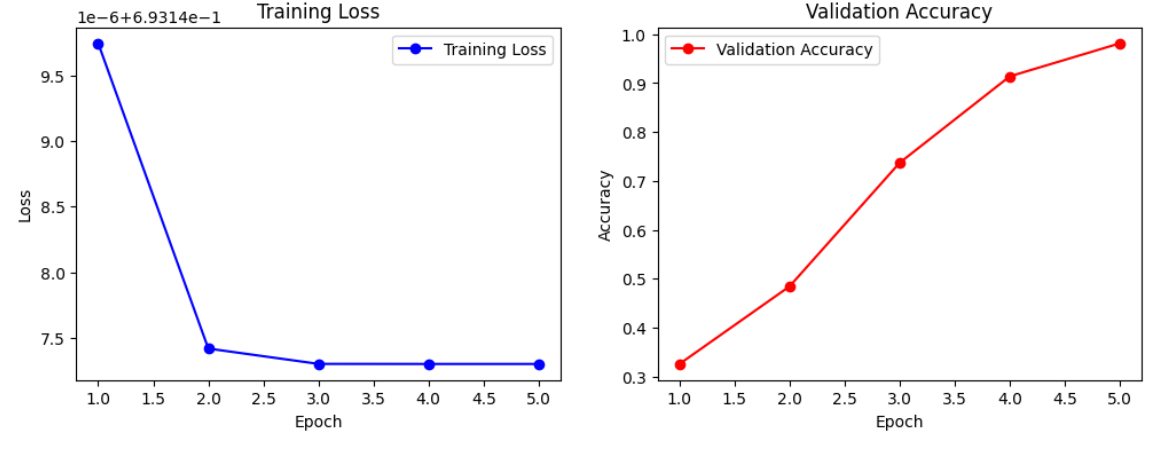 Training Loss
1e−6+6.9314e−1
Training Loss
9.5
9.0
8.5
8.0
7.5
Loss
1.0 1.5 2.0 2.5 3.0 3.5 4.0 4.5 5.0
Epoch
Validation Accuracy
Validation Accuracy
1.0
0.9
0.8
0.7
0.6
0.5
0.4
0.3
Accuracy
1.0 1.5 2.0 2.5 3.0 3.5 4.0 4.5 5.0
Epoch